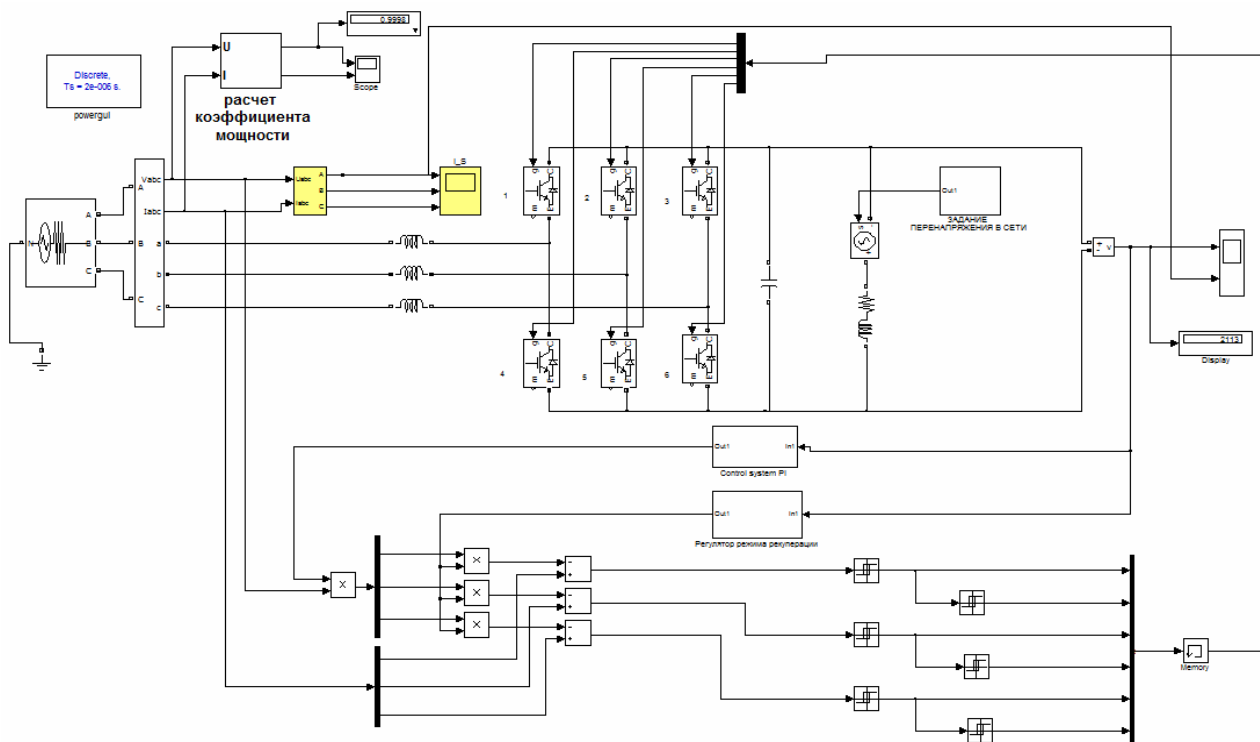 0.9998
U
I
Discrete,
Ts = 2e-006 s.
powergui
Scope
расчет
коэффициента
мощности
I_S
Vabc
A
Iabc
B
a
b
C
c
N
A
B
C
Uabc
Iabc
A
B
C
1
2
3
g
C
m
E
g
C
m
E
g
C
m
E
Out1
ЗАДАНИЕ
ПЕРЕНАПРЯЖЕНИЯ В СЕТИ
s
-
+
+
-
v
2113
Display
4
5
6
g
C
m
E
g
C
m
E
g
C
m
E
Out1
In1
Control system PI
Out1
In1
Регулятор режима рекуперации
×
×
×
×
-
+
-
+
-
+
Memory